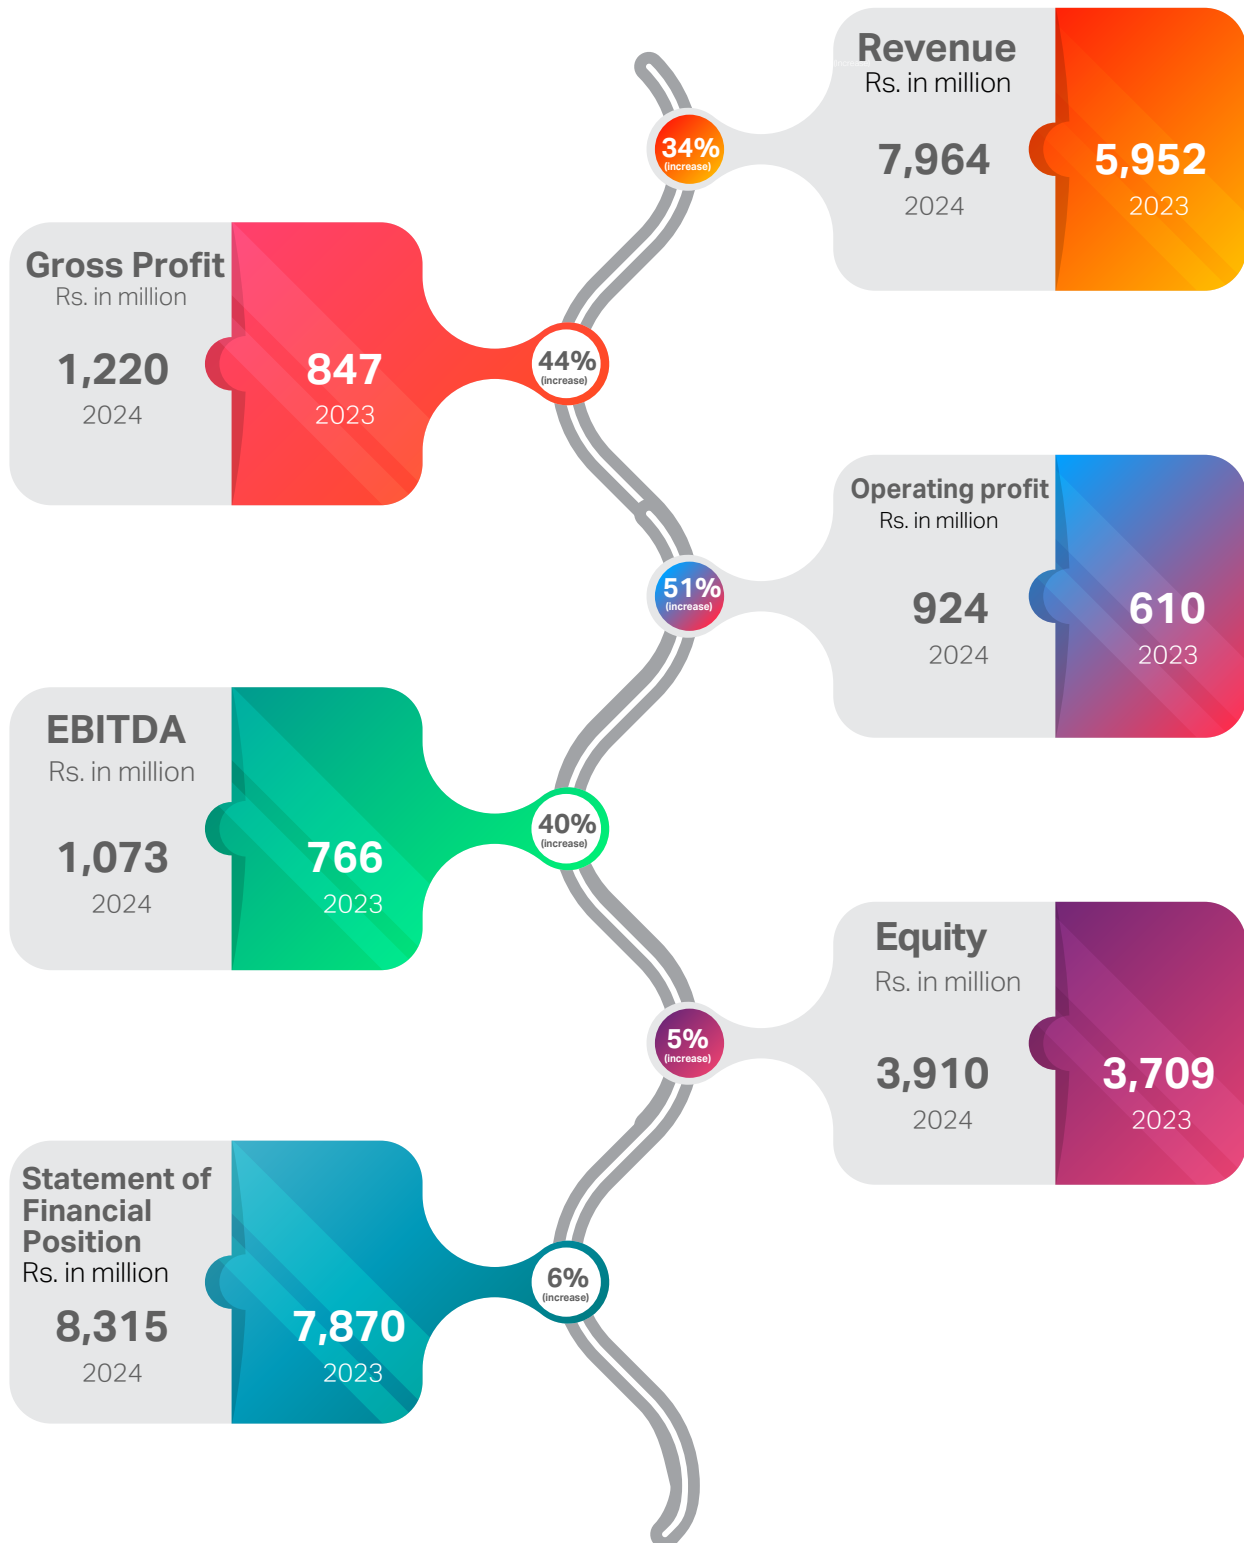 Revenue
Rs. in million
7,964
2024
5,952
2023
34%
(increase)
Gross Profit
Rs. in million
1,220
2024
847
2023
44%
(increase)
Operating profit
Rs. in million
924
2024
610
2023
51%
(increase)
EBITDA
Rs. in million
1,073
2024
766
2023
40%
(increase)
Equity
Rs. in million
3,910
2024
3,709
2023
5%
(increase)
Statement of
Financial
Position
Rs. in million
8,315
2024
7,870
2023
6%
(increase)